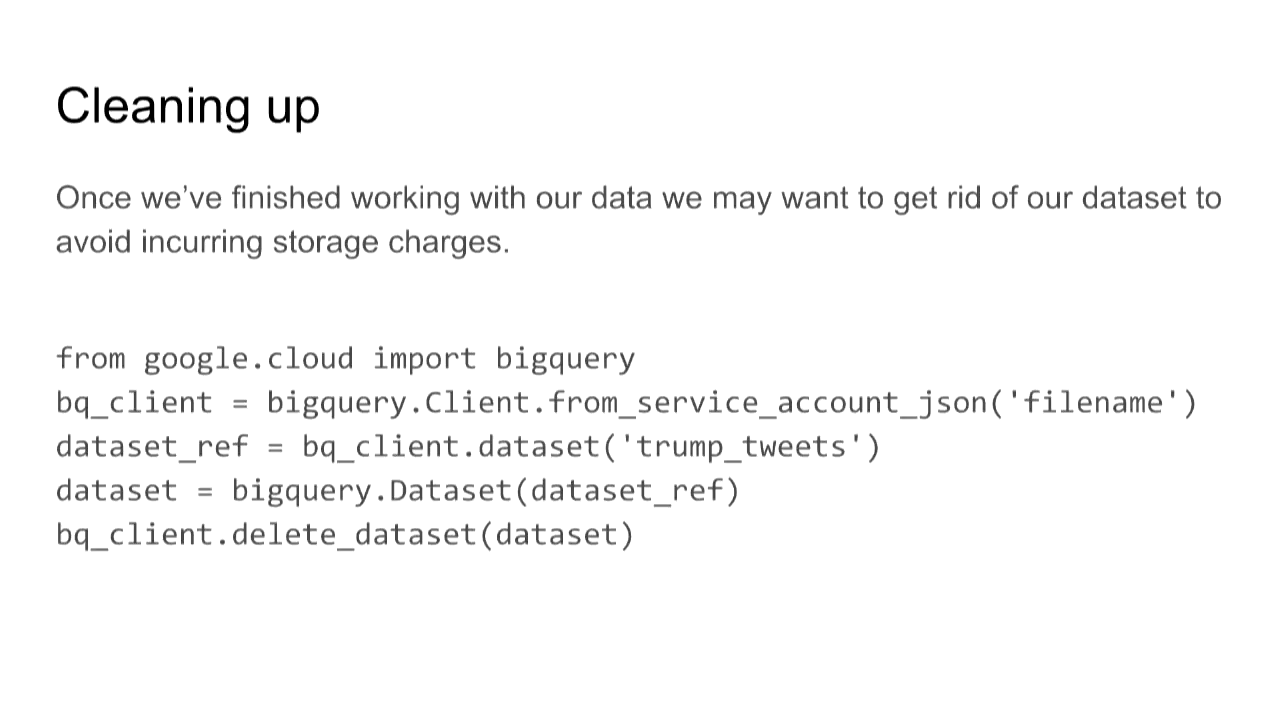 Cleaning up
Once we’ve finished working with our data we may want to get rid of our dataset to
avoid incurring storage charges.
from google.cloud import bigquery
bq_client = bigquery.Client.from_service_account_json('filename')
dataset_ref = bq_client.dataset('trump_tweets')
dataset = bigquery.Dataset(dataset_ref)
bq_client.delete_dataset(dataset)